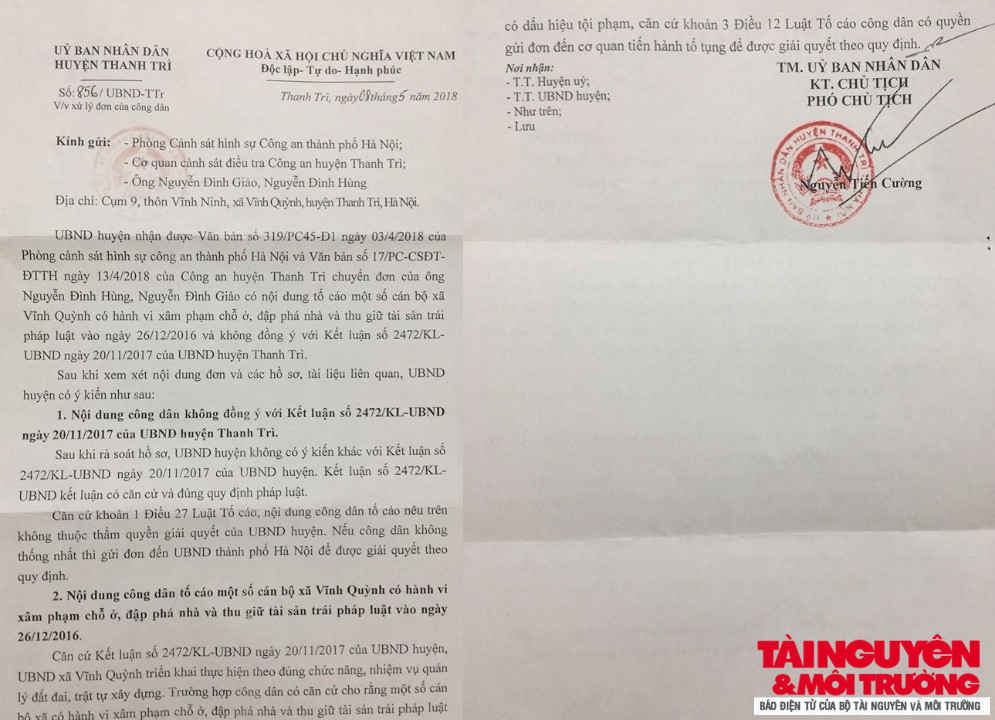 UỶ BAN NHÂN DÂN
HUYỆN THANH TRÌ
Số: 856/ UBND-TTr
V/v xử lý đơn của công dân
CỘNG HOÀ XÃ HỘI CHỦ NGHĨA VIỆT NAM
Độc lập- Tự do- Hạnh phúc
Thanh Trì, ngày 08 tháng 5 năm 2018
Kính gửi: - Phòng Cảnh sát hình sự Công an thành phố Hà Nội;
- Cơ quan cảnh sát điều tra Công an huyện Thanh Trì;
- Ông Nguyễn Đình Giáo, Nguyễn Đình Hùng
Địa chỉ: Cụm 9, thôn Vĩnh Ninh, xã Vĩnh Quỳnh, huyện Thanh Trì, Hà Nội.
UBND huyện nhận được Văn bản số 319/PC45-Đ1 ngày 03/4/2018 của
Phòng cảnh sát hình sự công an thành phố Hà Nội và Văn bản số 17/PC-CSĐT-
ĐTTH ngày 13/4/2018 của Công an huyện Thanh Trì chuyển đơn của ông
Nguyễn Đình Hùng, Nguyễn Đình Giáo có nội dung tố cáo một số cán bộ xã
Vĩnh Quỳnh có hành vi xâm phạm chỗ ở, đập phá nhà và thu giữ tài sản trái
pháp luật vào ngày 26/12/2016 và không đồng ý với Kết luận số 2472/KL-
UBND ngày 20/11/2017 của UBND huyện Thanh Trì.
Sau khi xem xét nội dung đơn và các hồ sơ, tài liệu liên quan, UBND
huyện có ý kiến như sau:
1. Nội dung công dân không đồng ý với Kết luận số 2472/KL-UBND
ngày 20/11/2017 của UBND huyện Thanh Trì.
Sau khi rà soát hồ sơ, UBND huyện không có ý kiến khác với Kết luận số
2472/KL-UBND ngày 20/11/2017 của UBND huyện. Kết luận số 2472/KL-
UBND kết luận có căn cứ và đúng quy định pháp luật.
Căn cứ khoản 1 Điều 27 Luật Tố cáo, nội dung công dân tố cáo nêu trên
không thuộc thẩm quyền giải quyết của UBND huyện. Nếu công dân không
thống nhất thì gửi đơn đến UBND thành phố Hà Nội để được giải quyết theo
quy định.
2. Nội dung công dân tố cáo một số cán bộ xã Vĩnh Quỳnh có hành vi
xâm phạm chỗ ở, đập phá nhà và thu giữ tài sản trái pháp luật vào ngày
26/12/2016.
Căn cứ Kết luận số 2472/KL-UBND ngày 20/11/2017 của UBND huyện,
UBND xã Vĩnh Quỳnh triển khai thực hiện theo đúng chức năng, nhiệm vụ quản
lý đất đai, trật tự xây dựng. Trường hợp công dân có căn cứ cho rằng một số cán
bộ xã có hành vi xâm phạm chỗ ở, đập phá nhà và thu giữ tài sản trái pháp luật
có dấu hiệu tội phạm, căn cứ khoản 3 Điều 12 Luật Tố cáo công dân có quyền
gửi đơn đến cơ quan tiến hành tố tụng để được giải quyết theo quy định.
Nơi nhận:
- T.T. Huyện uỷ;
- T.T. UBND huyện;
- Như trên;
- Lưu
TM. UỶ BAN NHÂN DÂN
KT. CHỦ TỊCH
PHÓ CHỦ TỊCH
Nguyễn Tiến Cường
TÀI NGUYÊN
& MÔI TRƯỜNG
BÁO ĐIỆN TỬ CỦA BỘ TÀI NGUYÊN VÀ MÔI TRƯỜNG